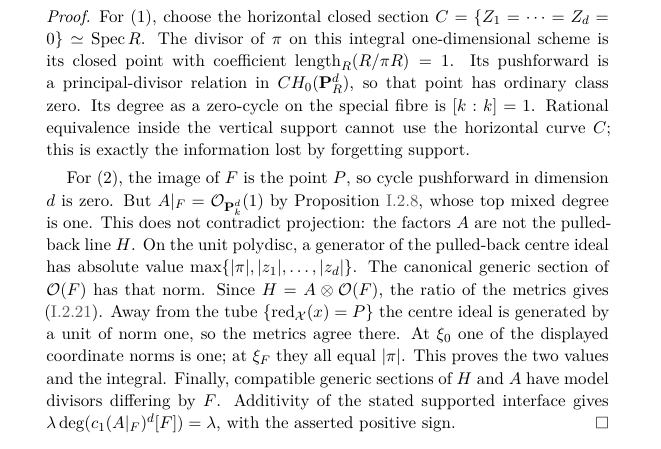 Proof. For (1), choose the horizontal closed section C = {Z₁ = ··· = Z_d =
0} ≃ Spec R. The divisor of π on this integral one-dimensional scheme is
its closed point with coefficient length_R(R/πR) = 1. Its pushforward is
a principal-divisor relation in CH₀(𝐏^d_R), so that point has ordinary class
zero. Its degree as a zero-cycle on the special fibre is [k : k] = 1. Rational
equivalence inside the vertical support cannot use the horizontal curve C;
this is exactly the information lost by forgetting support.
For (2), the image of F is the point P, so cycle pushforward in dimension
d is zero. But A|_F = 𝒪_{𝐏^d_k}(1) by Proposition I.2.8, whose top mixed degree
is one. This does not contradict projection: the factors A are not the pulled-
back line H. On the unit polydisc, a generator of the pulled-back centre ideal
has absolute value max{|π|, |z₁|, . . . , |z_d|}. The canonical generic section of
𝒪(F) has that norm. Since H = A ⊗ 𝒪(F), the ratio of the metrics gives
(I.2.21). Away from the tube {red_𝒳(x) = P} the centre ideal is generated by
a unit of norm one, so the metrics agree there. At ξ₀ one of the displayed
coordinate norms is one; at ξ_F they all equal |π|. This proves the two values
and the integral. Finally, compatible generic sections of H and A have model
divisors differing by F. Additivity of the stated supported interface gives
λ deg(c₁(A|_F)^d[F]) = λ, with the asserted positive sign. □